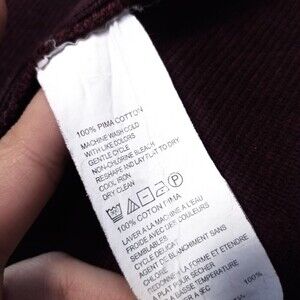 100% PIMA COTTON
MACHINE WASH COLD
WITH LIKE COLORS
GENTLE CYCLE
NON-CHLORINE BLEACH
RESHAPE AND LAY FLAT TO DRY
COOL IRON
DRY CLEAN
P
100% COTON PIMA
LAVER A LA MACHINE A L'EAU
FROIDE AVEC DES COULEURS
SEMBLABLES
CYCLE DELICAT
AGENT DE BLANCHIMENT SANS
CHLORE
REDONNER LA FORME ET ETENDRE
A PLAT POUR SECHER
BASSE TEMPERATURE
A SEC
100%